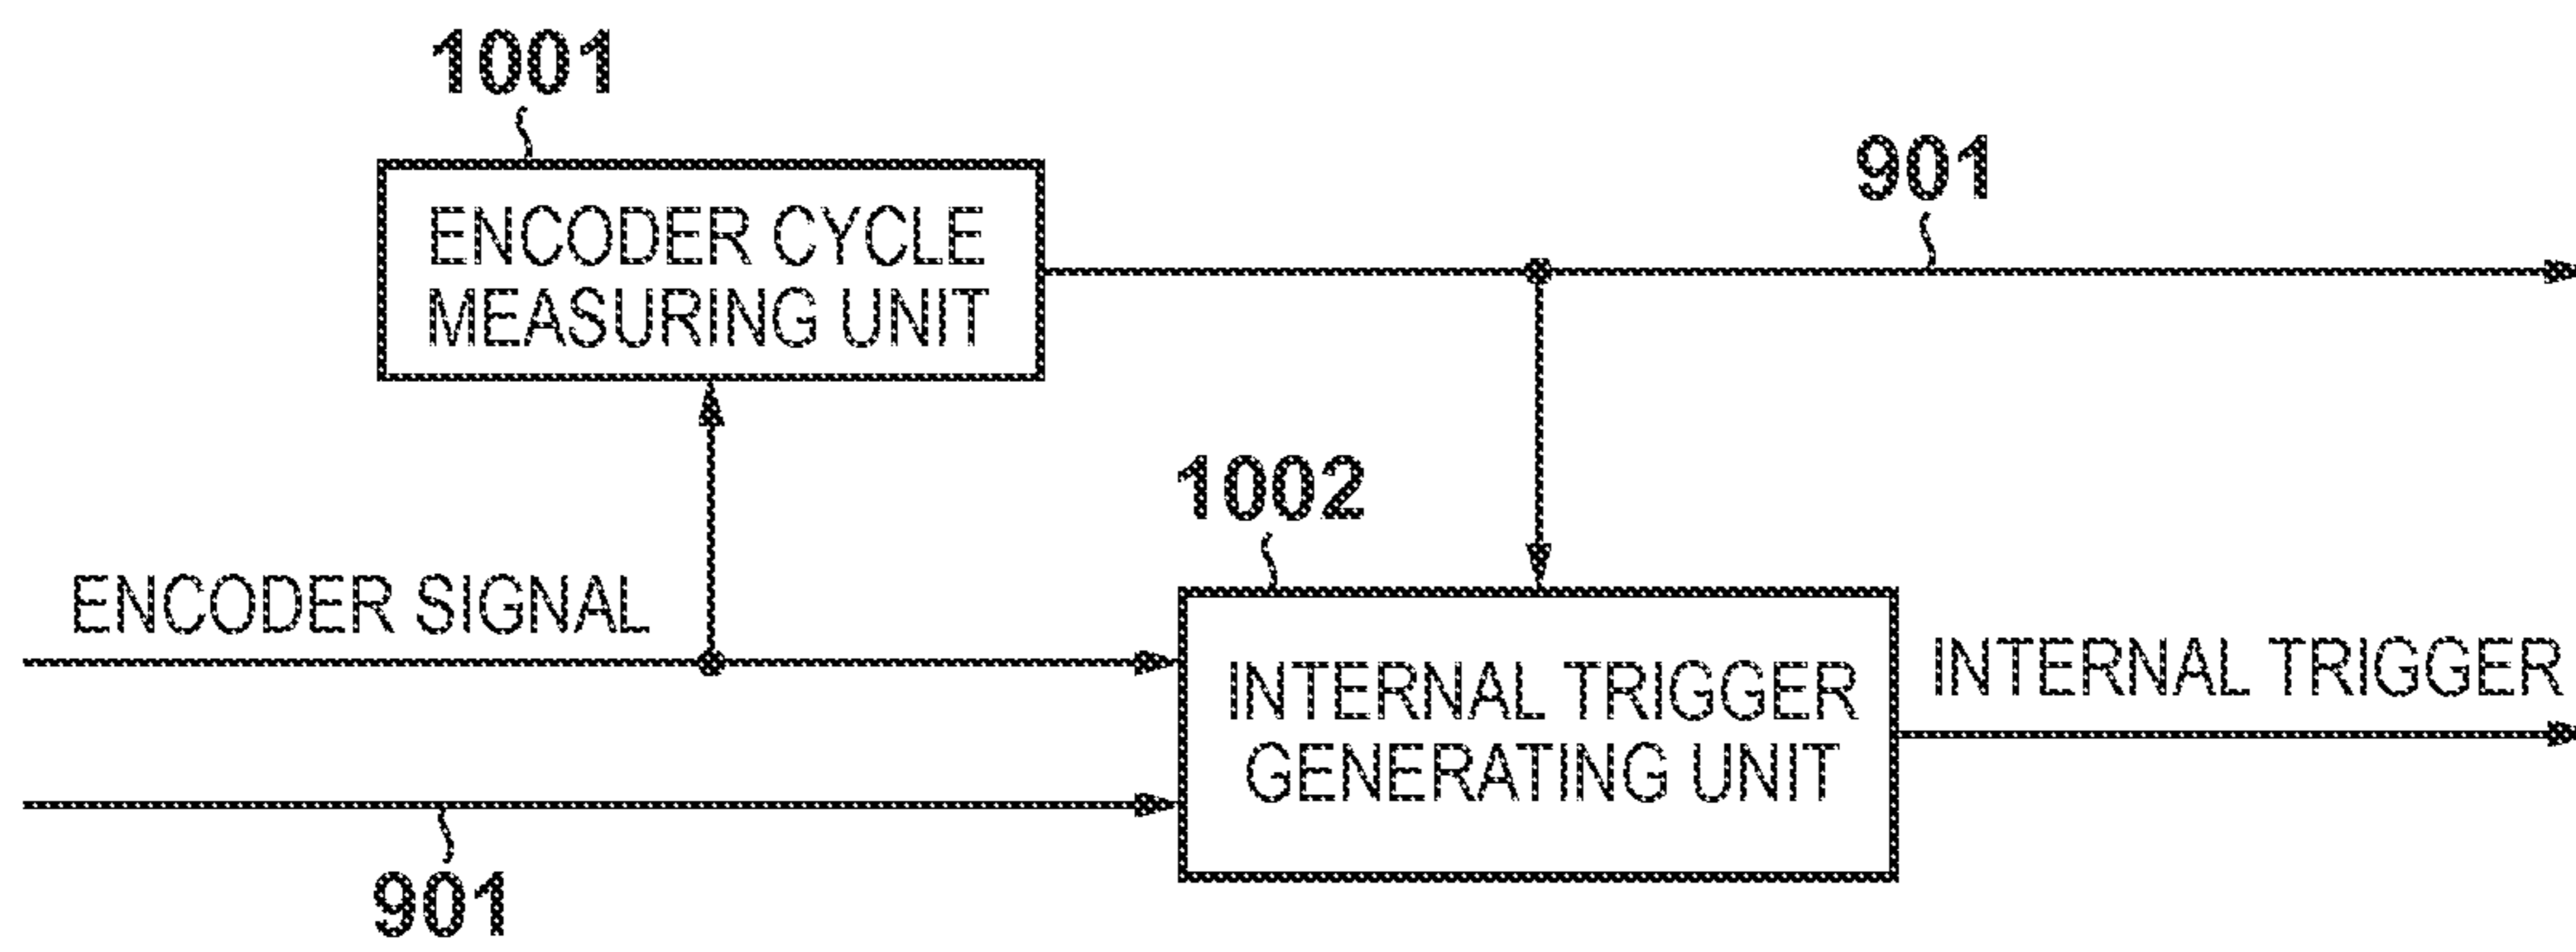 1001
901
ENCODER CYCLE
MEASURING UNIT
1002
ENCODER SIGNAL
INTERNAL TRIGGER
GENERATING UNIT
INTERNAL TRIGGER
901